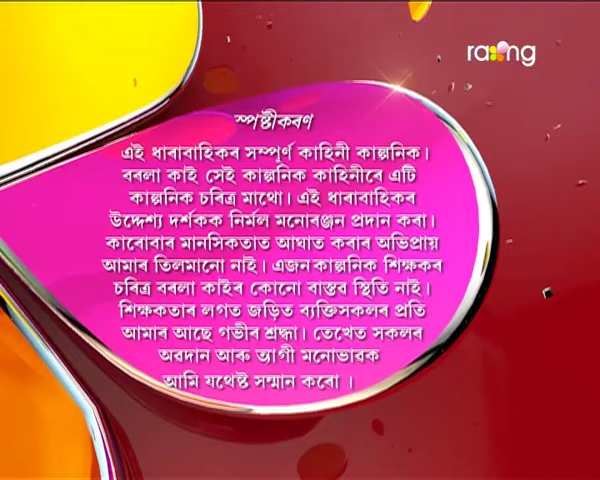 rang
স্পষ্টীকৰণ
এই ধাৰাবাহিকৰ সম্পূৰ্ণ কাহিনী কাল্পনিক।
বৰলা কাই সেই কাল্পনিক কাহিনীৰে এটি
কাল্পনিক চৰিত্ৰ মাথো। এই ধাৰাবাহিকৰ
উদ্দেশ্য দৰ্শকক নিৰ্মল মনোৰঞ্জন প্ৰদান কৰা।
কাৰোবাৰ মানসিকতাত আঘাত কৰাৰ অভিপ্ৰায়
আমাৰ তিলমানো নাই। এজন কাল্পনিক শিক্ষকৰ
চৰিত্ৰ বৰলা কাইৰ কোনো বাস্তৱ স্থিতি নাই।
শিক্ষকতাৰ লগত জড়িত ব্যক্তিসকলৰ প্ৰতি
আমাৰ আছে গভীৰ শ্ৰদ্ধা। তেখেত সকলৰ
অৱদান আৰু ত্যাগী মনোভাৱক
আমি যথেষ্ট সন্মান কৰো ।